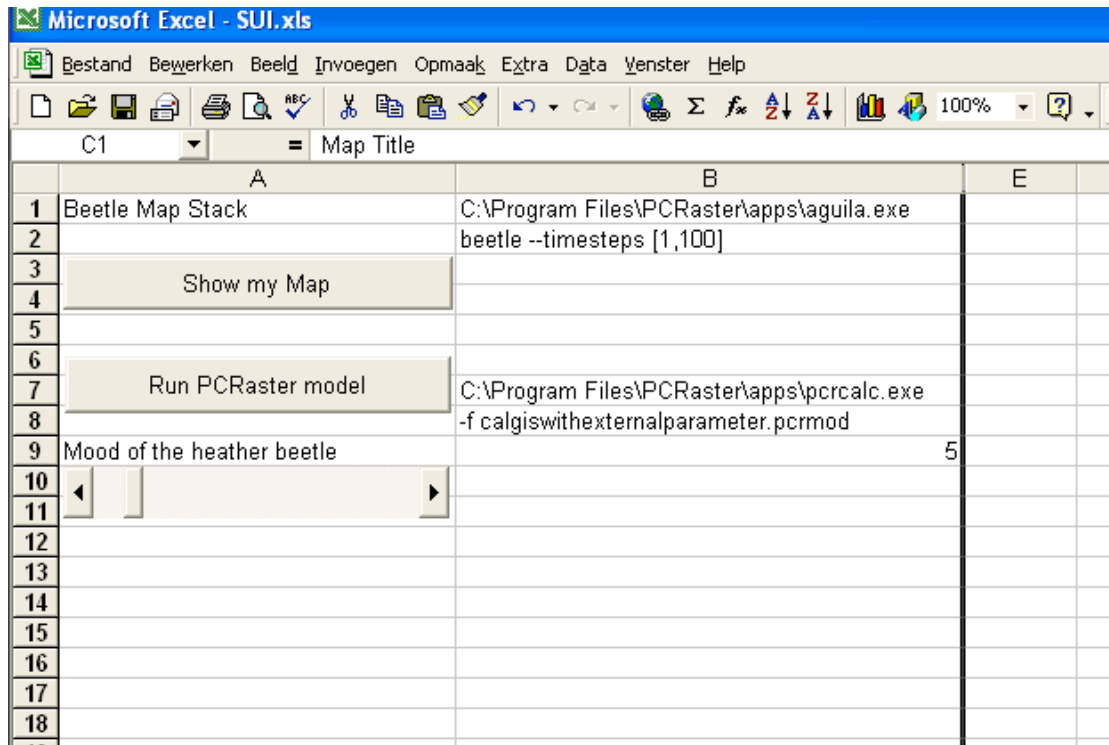 Microsoft Excel - SUI.xls
Bestand Bewerken Beeld Invoegen Opmaak Extra Data Venster Help
ABC Σ fx A Z Z A 100% ?
C1 = Map Title
A B E
1 Beetle Map Stack C:\Program Files\PCRaster\apps\aguila.exe
2 beetle --timesteps [1,100]
3
Show my Map
4
5
6
Run PCRaster model
7 C:\Program Files\PCRaster\apps\pcrcalc.exe
8 -f calgiswithexternalparameter.pcrmod
9 Mood of the heather beetle 5
10
11
12
13
14
15
16
17
18